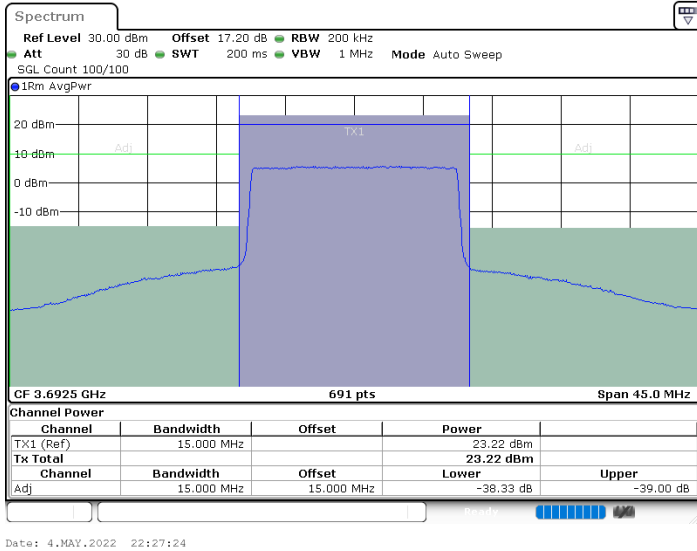 Spectrum
Ref Level 30.00 dBm Offset 17.20 dB RBW 200 kHz
Att 30 dB SWT 200 ms VBW 1 MHz Mode Auto Sweep
SGL Count 100/100
1Rm AvgPwr
20 dBm
TX1
Adj Adj
10 dBm
0 dBm
-10 dBm
CF 3.6925 GHz 691 pts Span 45.0 MHz
Channel Power
Channel Bandwidth Offset Power
TX1 (Ref) 15.000 MHz 23.22 dBm
Tx Total 23.22 dBm
Channel Bandwidth Offset Lower Upper
Adj 15.000 MHz 15.000 MHz -38.33 dB -39.00 dB
Ready
Date: 4.MAY.2022 22:27:24